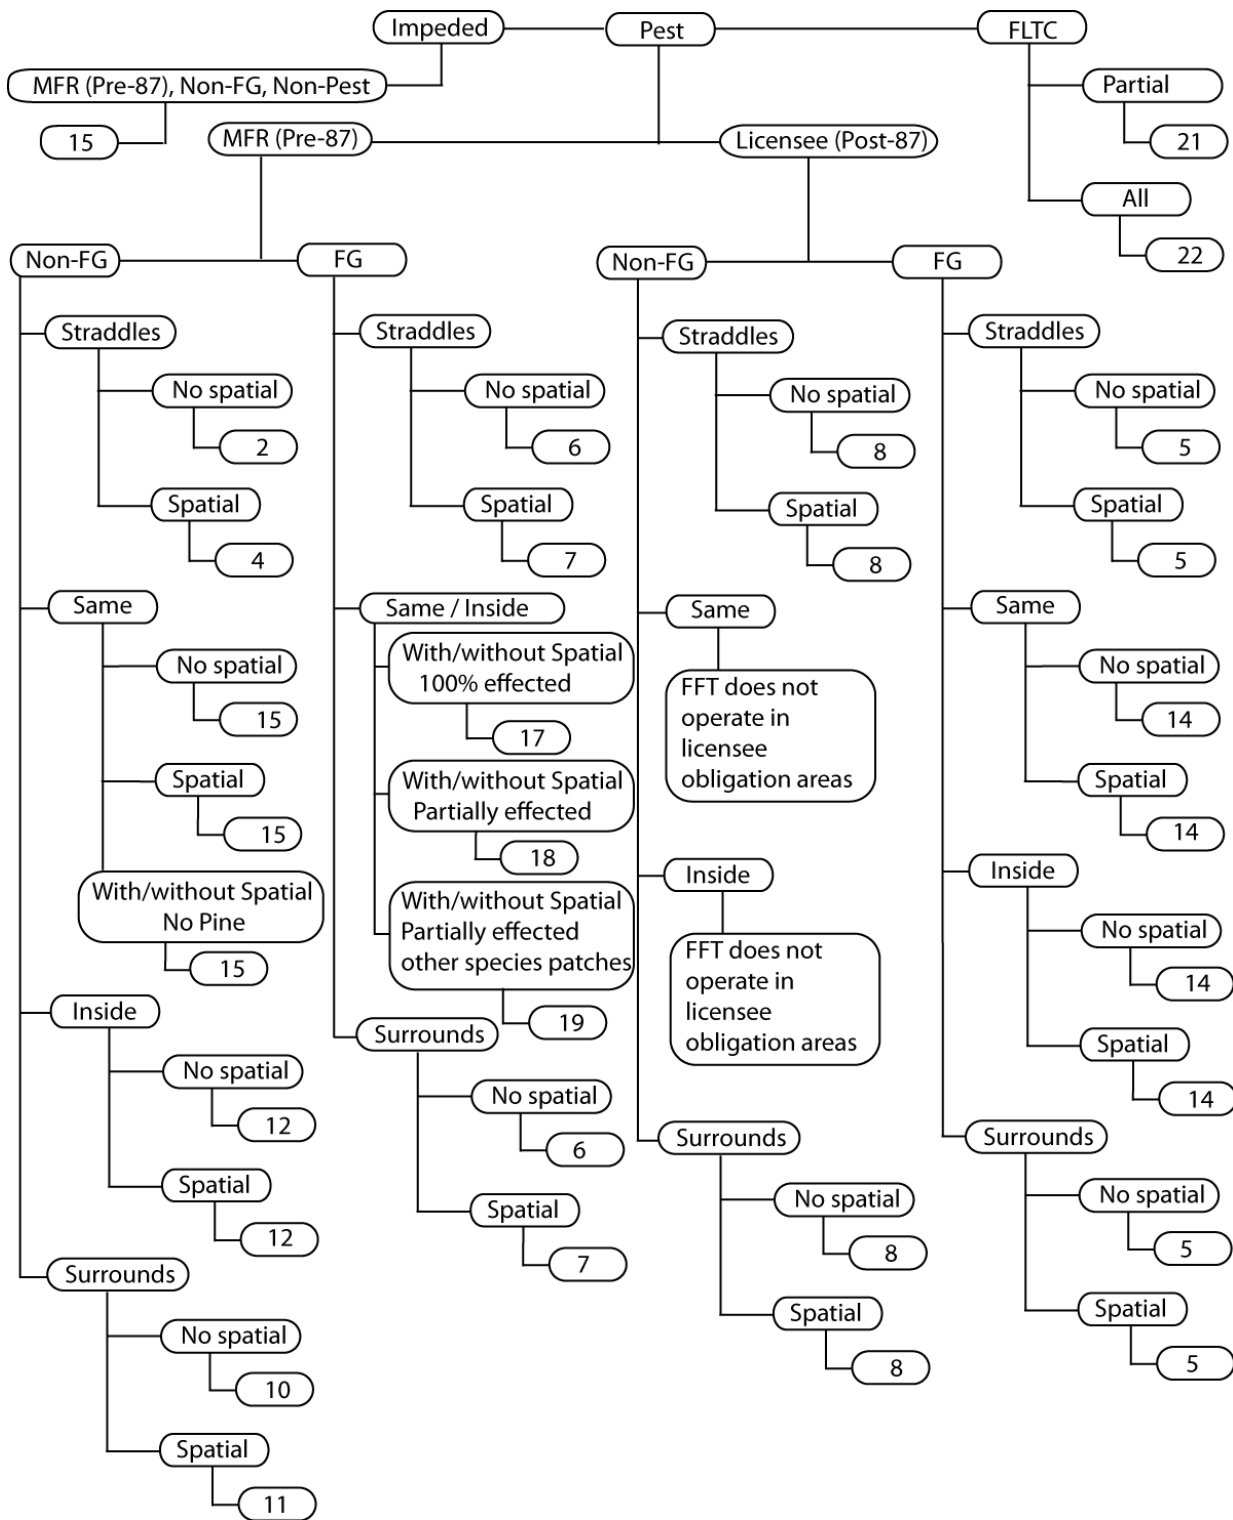 Impeded
Pest
FLTC
MFR (Pre-87), Non-FG, Non-Pest
Partial
15
MFR (Pre-87)
Licensee (Post-87)
21
All
22
Non-FG
Straddles
No spatial
2
Spatial
4
Same
No spatial
15
Spatial
15
With/without Spatial
No Pine
15
Inside
No spatial
12
Spatial
12
Surrounds
No spatial
10
Spatial
11
FG
Straddles
No spatial
6
Spatial
7
Same / Inside
With/without Spatial
100% effected
17
With/without Spatial
Partially effected
18
With/without Spatial
Partially effected
other species patches
19
Surrounds
No spatial
6
Spatial
7
Non-FG
Straddles
No spatial
8
Spatial
8
Same
FFT does not
operate in
licensee
obligation areas
Inside
FFT does not
operate in
licensee
obligation areas
Surrounds
No spatial
8
Spatial
8
FG
Straddles
No spatial
5
Spatial
5
Same
No spatial
14
Spatial
14
Inside
No spatial
14
Spatial
14
Surrounds
No spatial
5
Spatial
5